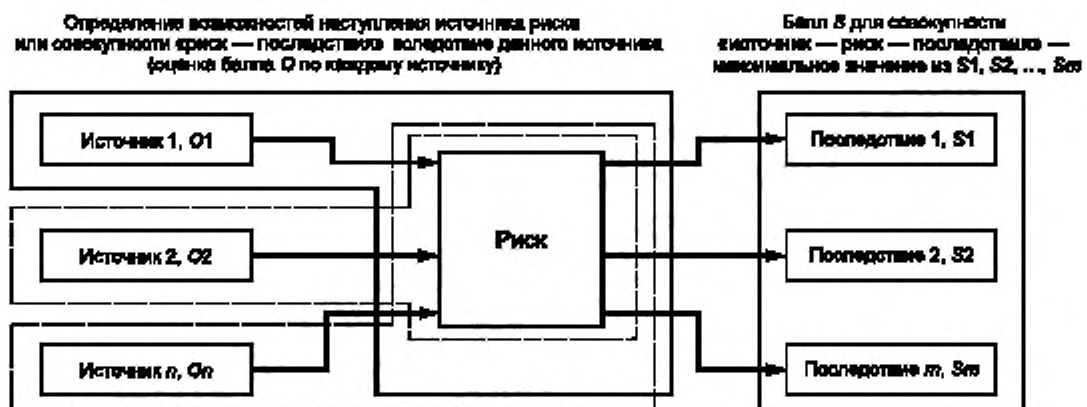 Определение возможностей наступления источника риска
или совокупности «риск — последствие вследствие данного источника
(оценка балла O по каждому источнику)
Балл S для совокупности
«источник — риск — последствие —
максимальное значение из S1, S2, ..., Sm
Источник 1, O1
Источник 2, O2
Источник n, On
Риск
Последствие 1, S1
Последствие 2, S2
Последствие m, Sm